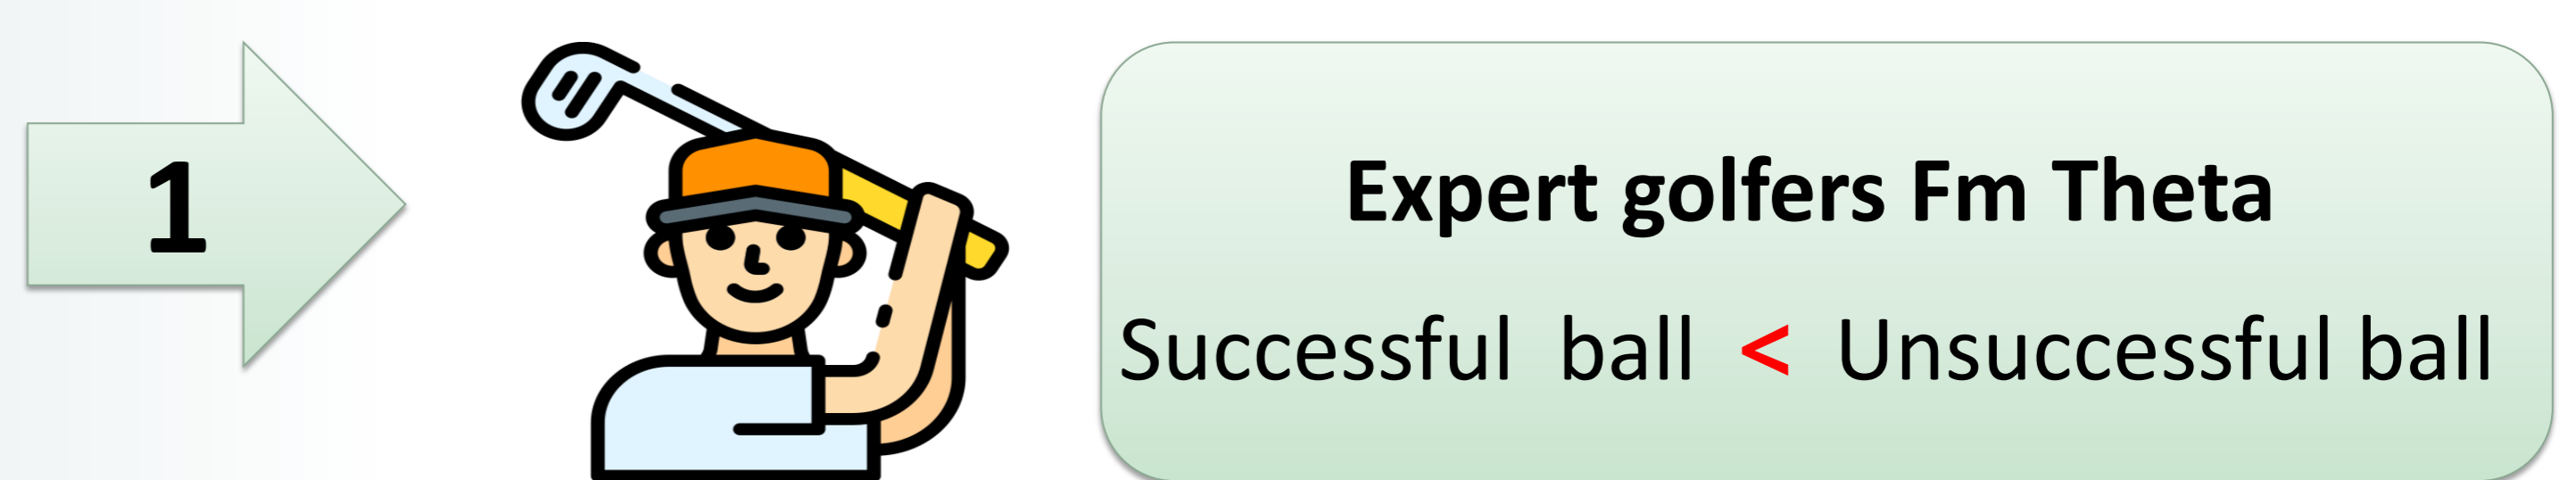 1
Expert golfers Fm Theta
Successful ball < Unsuccessful ball